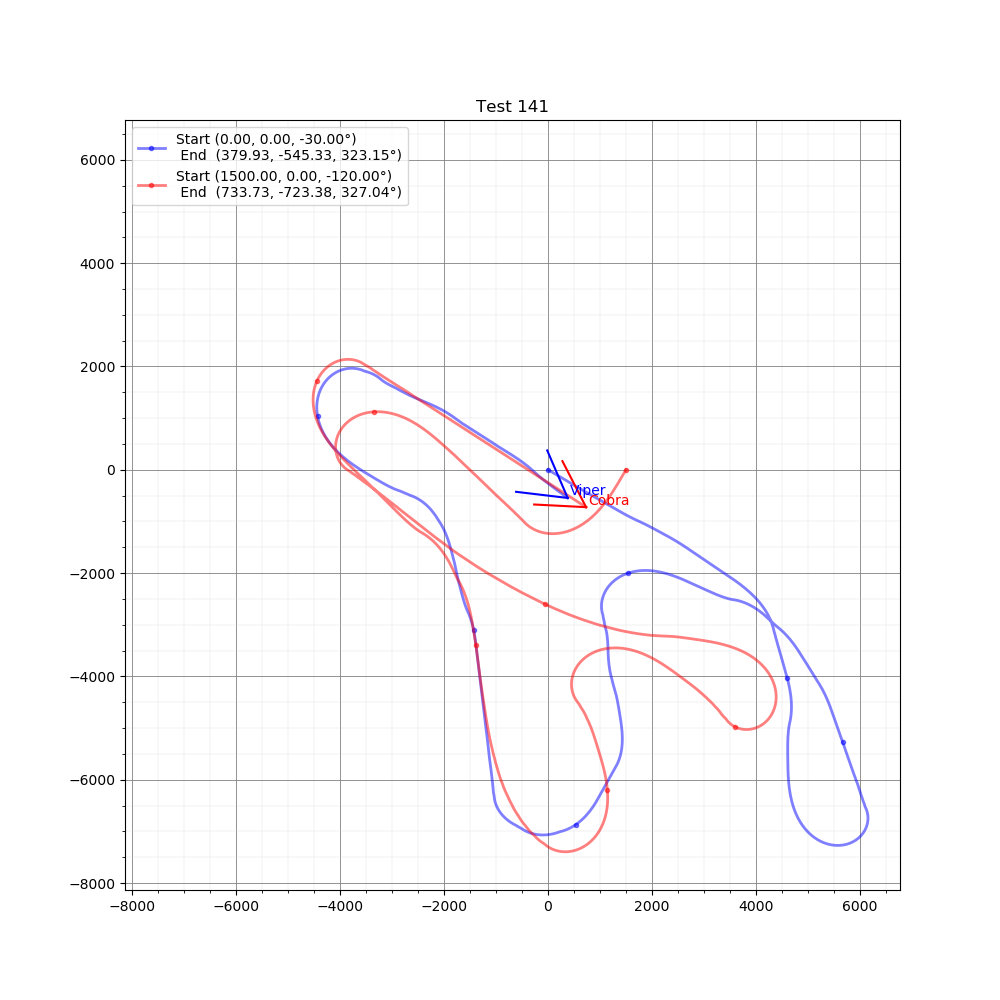 Test 141
Start (0.00, 0.00, -30.00°)
End (379.93, -545.33, 323.15°)
Start (1500.00, 0.00, -120.00°)
End (733.73, -723.38, 327.04°)
6000
4000
2000
0
−2000
−4000
−6000
−8000
Viper
Cobra
−8000 −6000 −4000 −2000 0 2000 4000 6000